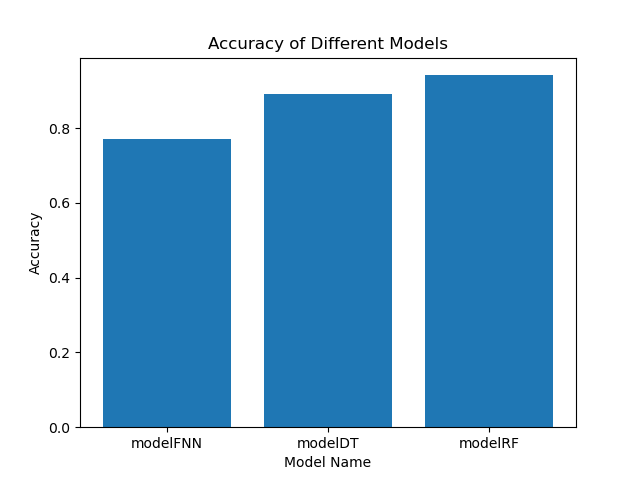 Accuracy of Different Models
0.8
0.6
0.4
0.2
0.0
Accuracy
modelFNN modelDT modelRF
Model Name